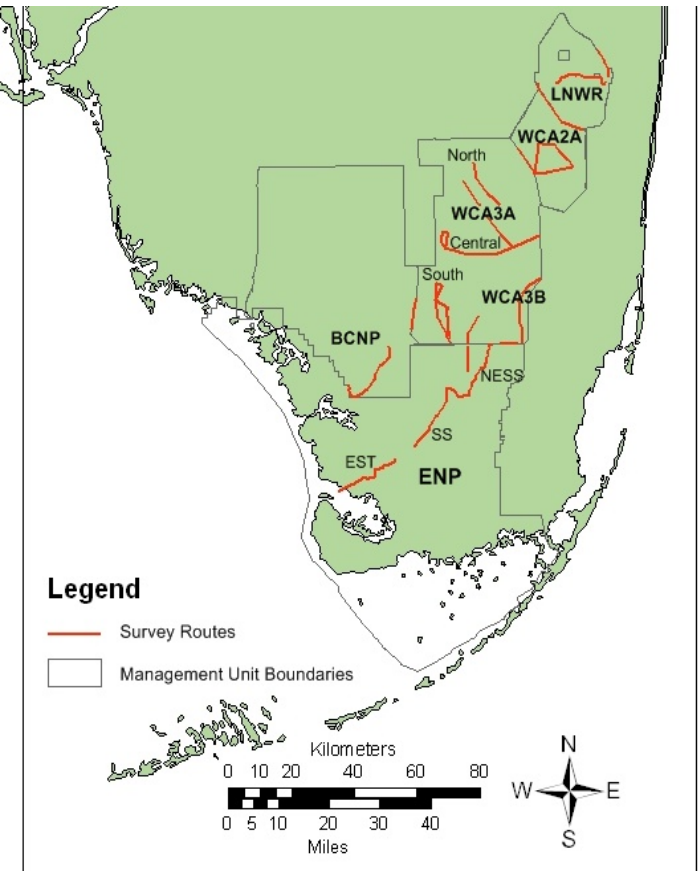 LNWR
WCA2A
North
WCA3A
Central
South
WCA3B
BCNP
NESS
SS
EST
ENP
Legend
Survey Routes
Management Unit Boundaries
Kilometers
0 10 20 40 60 80
0 5 10 20 30 40
Miles
N
W E
S